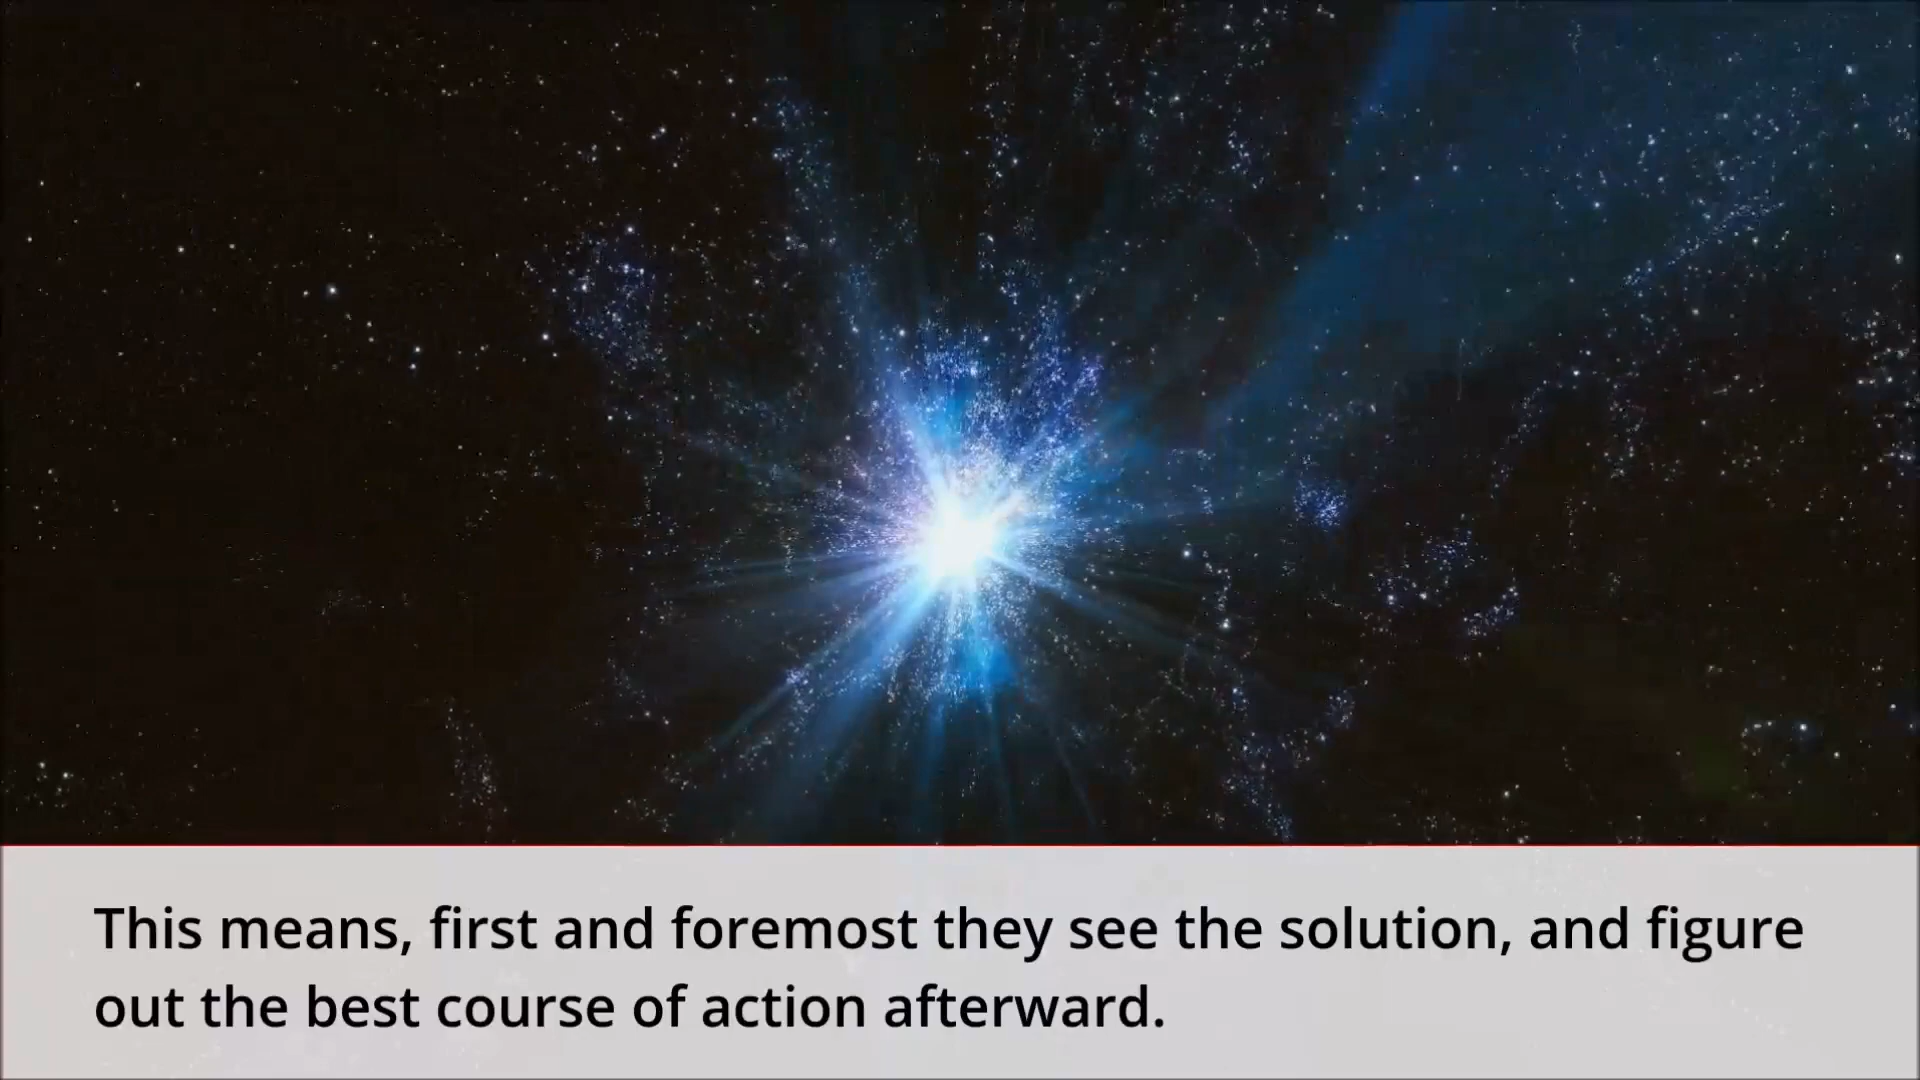 This means, first and foremost they see the solution, and figure
out the best course of action afterward.